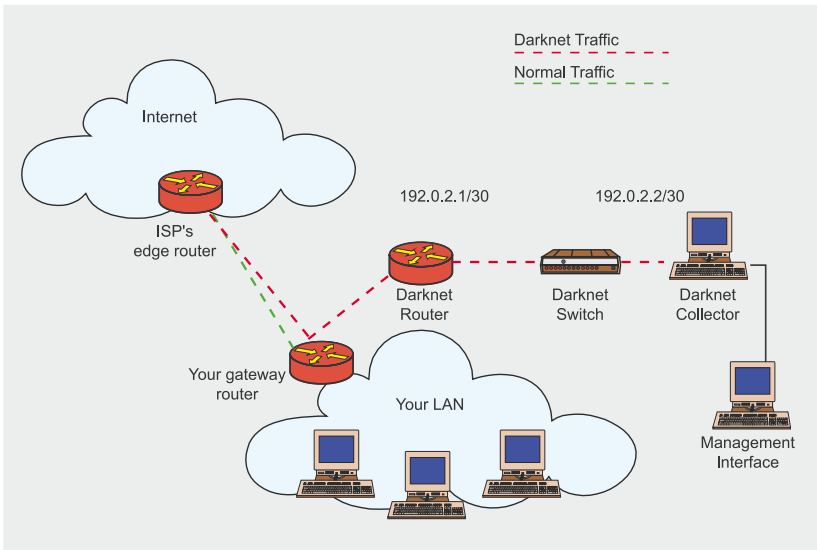 Darknet Traffic
Normal Traffic
Internet
ISP's
edge router
192.0.2.1/30
192.0.2.2/30
Darknet
Router
Darknet
Switch
Darknet
Collector
Your gateway
router
Your LAN
Management
Interface